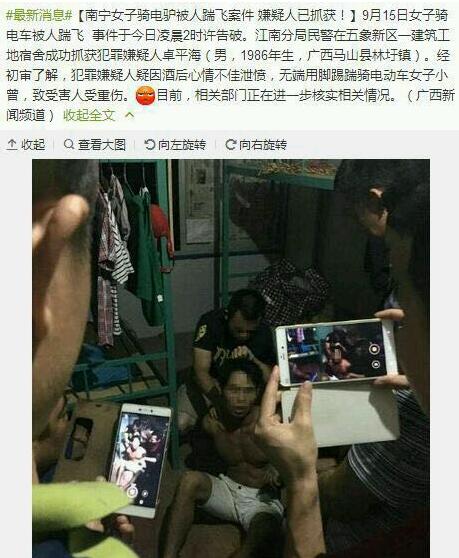 #最新消息#【南宁女子骑电驴被人踹飞案件 嫌疑人已抓获！】9月15日女子骑
电车被人踹飞 事件于今日凌晨2时许告破。江南分局民警在五象新区一建筑工
地宿舍成功抓获犯罪嫌疑人卓平海（男，1986年生，广西马山县林圩镇）。经
初审了解，犯罪嫌疑人疑因酒后心情不佳泄愤，无端用脚踢踹骑电动车女子小
曾，致受害人受重伤。目前，相关部门正在进一步核实相关情况。（广西
新闻频道） 收起全文
收起 查看大图 向左旋转 向右旋转